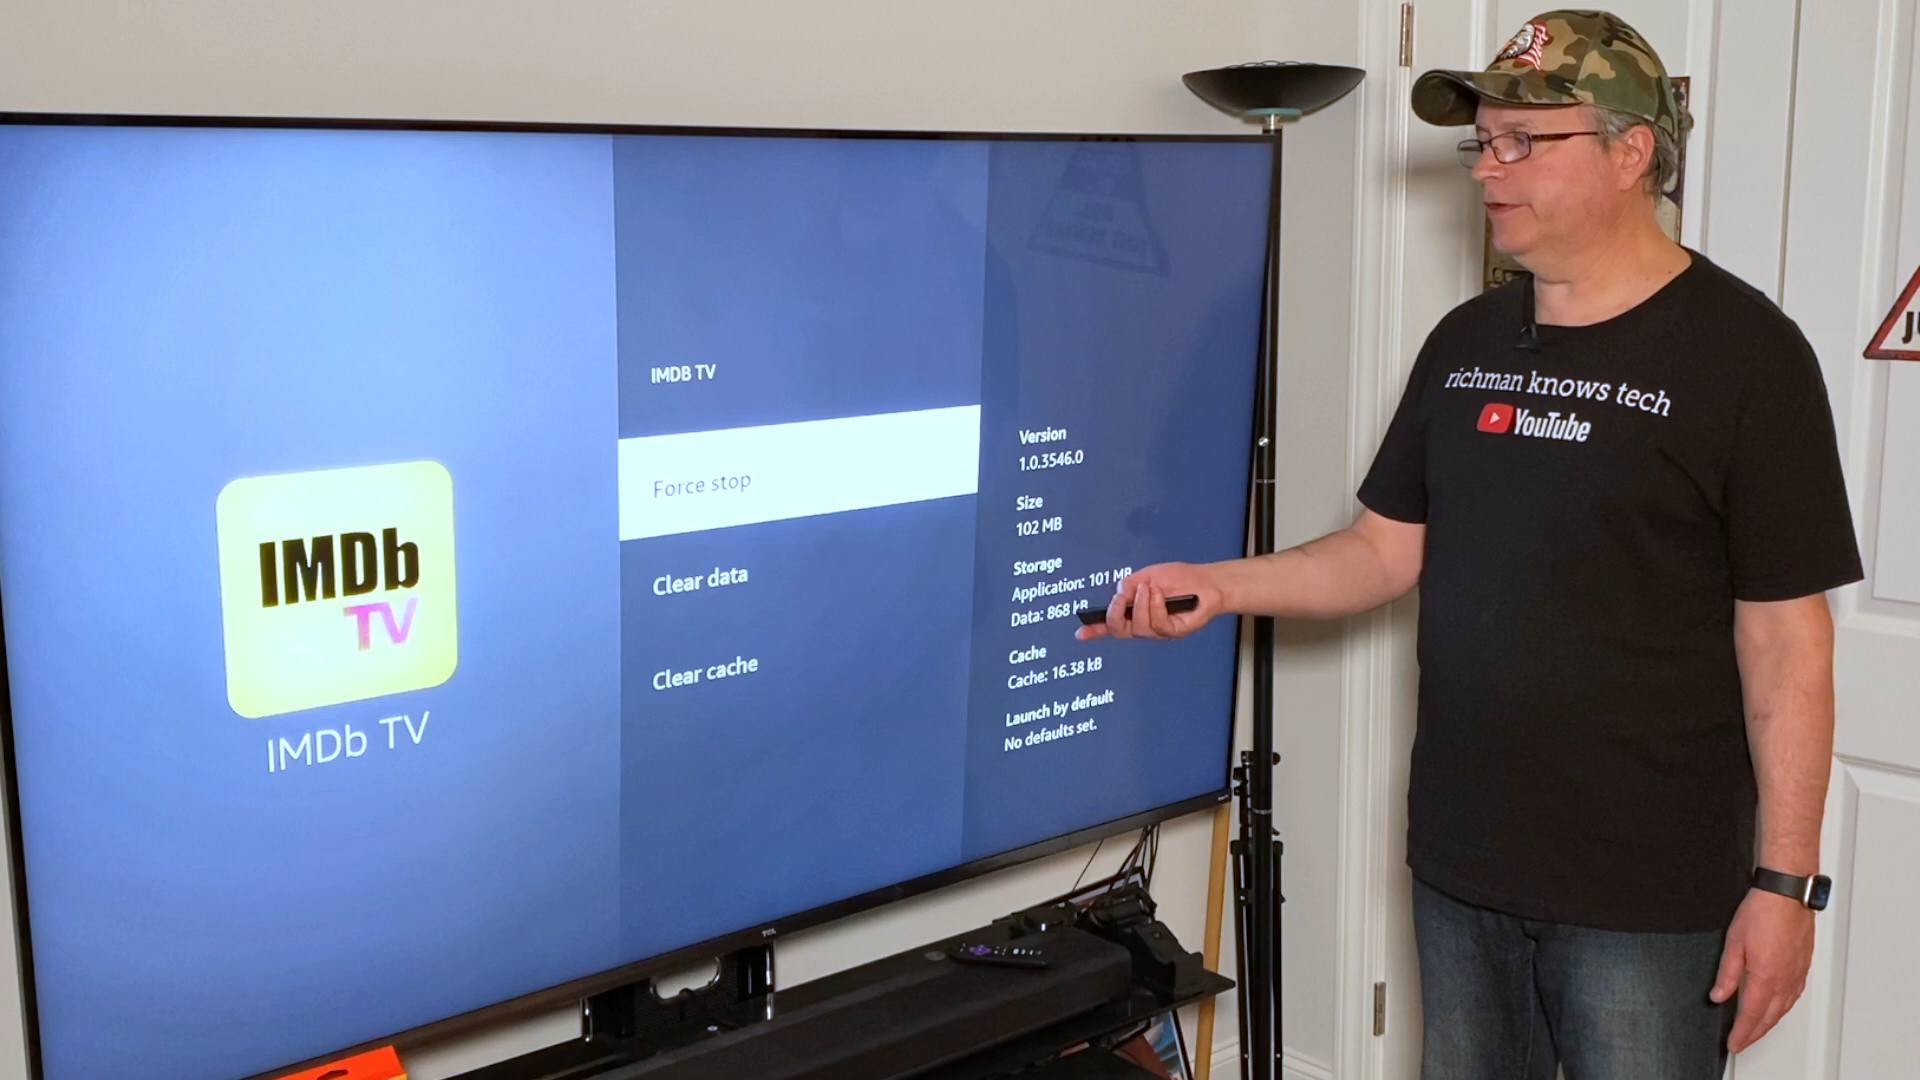 IMDb
TV
IMDb TV
IMDB TV
Force stop
Clear data
Clear cache
Version
1.0.3546.0
Size
102 MB
Storage
Application: 101 MB
Data: 868 kB
Cache
Cache: 16.38 kB
Launch by default
No defaults set.
TCL
richman knows tech
YouTube